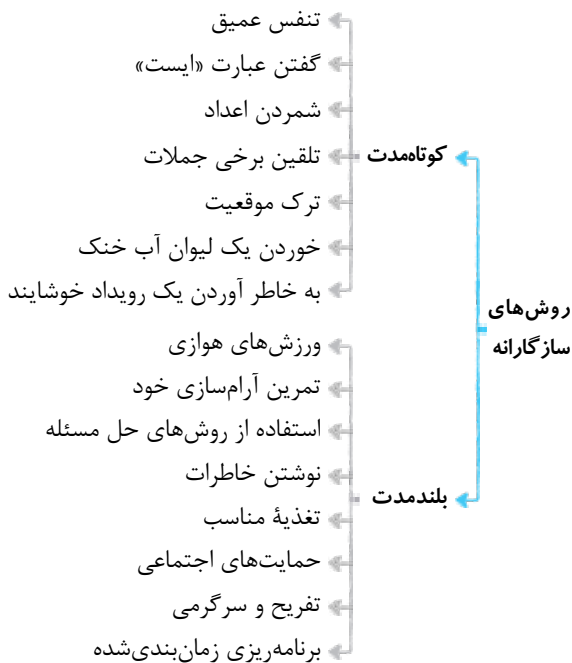 روش‌های
سازگارانه
کوتاه‌مدت
تنفس عمیق
گفتن عبارت «ایست»
شمردن اعداد
تلقین برخی جملات
ترک موقعیت
خوردن یک لیوان آب خنک
به خاطر آوردن یک رویداد خوشایند
بلندمدت
ورزش‌های هوازی
تمرین آرام‌سازی خود
استفاده از روش‌های حل مسئله
نوشتن خاطرات
تغذیهٔ مناسب
حمایت‌های اجتماعی
تفریح و سرگرمی
برنامه‌ریزی زمان‌بندی‌شده